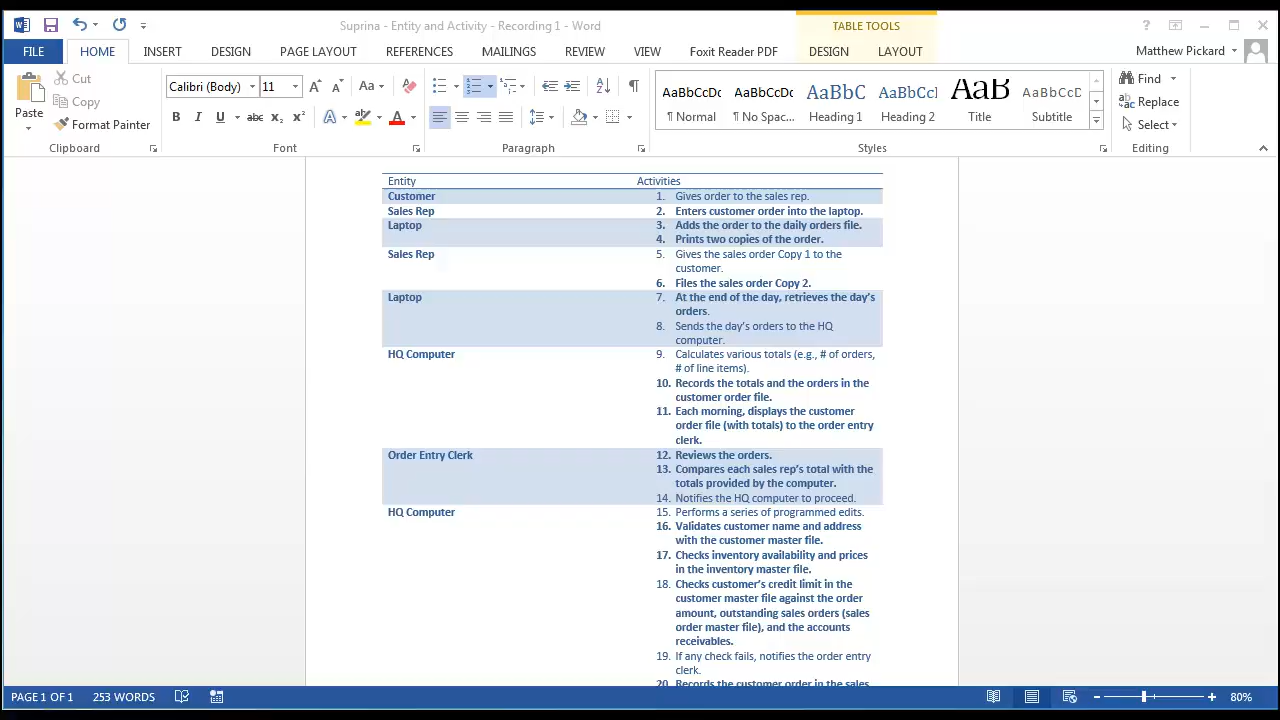 Suprina - Entity and Activity - Recording 1 - Word
TABLE TOOLS
FILE
HOME
INSERT
DESIGN
PAGE LAYOUT
REFERENCES
MAILINGS
REVIEW
VIEW
Foxit Reader PDF
DESIGN
LAYOUT
Matthew Pickard
Paste
Cut
Copy
Format Painter
Clipboard
Calibri (Body)
11
Font
Paragraph
AaBbCcDc
¶ Normal
AaBbCcDc
¶ No Spac...
AaBbC
Heading 1
AaBbCcI
Heading 2
AaB
Title
AaBbCcD
Subtitle
Styles
Find
Replace
Select
Editing
Entity Activities
Customer 1. Gives order to the sales rep.
Sales Rep 2. Enters customer order into the laptop.
Laptop 3. Adds the order to the daily orders file.
4. Prints two copies of the order.
Sales Rep 5. Gives the sales order Copy 1 to the
customer.
6. Files the sales order Copy 2.
Laptop 7. At the end of the day, retrieves the day's
orders.
8. Sends the day's orders to the HQ
computer.
HQ Computer 9. Calculates various totals (e.g., # of orders,
# of line items).
10. Records the totals and the orders in the
customer order file.
11. Each morning, displays the customer
order file (with totals) to the order entry
clerk.
Order Entry Clerk 12. Reviews the orders.
13. Compares each sales rep's total with the
totals provided by the computer.
14. Notifies the HQ computer to proceed.
HQ Computer 15. Performs a series of programmed edits.
16. Validates customer name and address
with the customer master file.
17. Checks inventory availability and prices
in the inventory master file.
18. Checks customer's credit limit in the
customer master file against the order
amount, outstanding sales orders (sales
order master file), and the accounts
receivables.
19. If any check fails, notifies the order entry
clerk.
20. Records the customer order in the sales
PAGE 1 OF 1
253 WORDS
80%